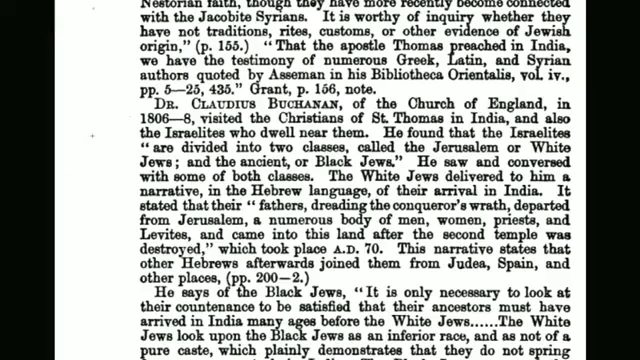 Nestorian faith, though they have more recently become connected
with the Jacobite Syrians. It is worthy of inquiry whether they
have not traditions, rites, customs, or other evidence of Jewish
origin," (p. 155.) "That the apostle Thomas preached in India,
we have the testimony of numerous Greek, Latin, and Syrian
authors quoted by Asseman in his Bibliotheca Orientalis, vol. iv.,
pp. 5—25, 435." Grant, p. 156, note.
DR. CLAUDIUS BUCHANAN, of the Church of England, in
1806—8, visited the Christians of St. Thomas in India, and also
the Israelites who dwell near them. He found that the Israelites
"are divided into two classes, called the Jerusalem or White
Jews; and the ancient, or Black Jews." He saw and conversed
with some of both classes. The White Jews delivered to him a
narrative, in the Hebrew language, of their arrival in India. It
stated that their "fathers, dreading the conqueror's wrath, departed
from Jerusalem, a numerous body of men, women, priests, and
Levites, and came into this land after the second temple was
destroyed," which took place A.D. 70. This narrative states that
other Hebrews afterwards joined them from Judea, Spain, and
other places, (pp. 200—2.)
He says of the Black Jews, "It is only necessary to look at
their countenance to be satisfied that their ancestors must have
arrived in India many ages before the White Jews......The White
Jews look upon the Black Jews as an inferior race, and as not of
a pure caste, which plainly demonstrates that they do not spring